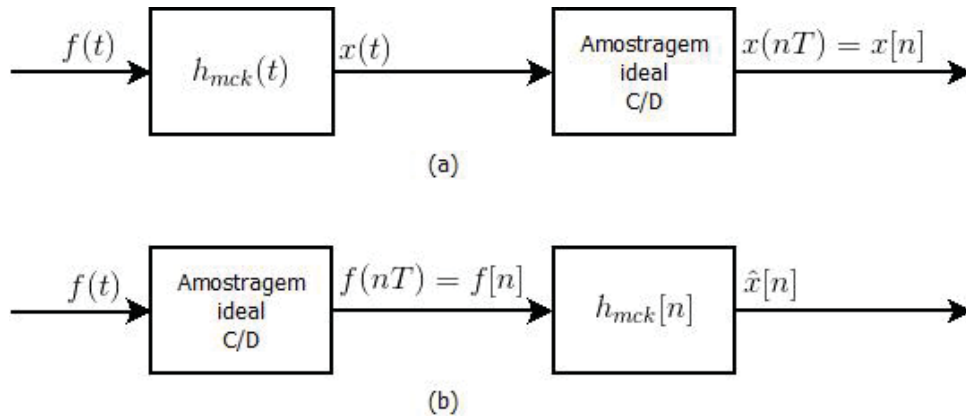 f(t)
h_{mck}(t)
x(t)
Amostragem
ideal
C/D
x(nT) = x[n]
(a)
f(t)
Amostragem
ideal
C/D
f(nT) = f[n]
h_{mck}[n]
x̂[n]
(b)